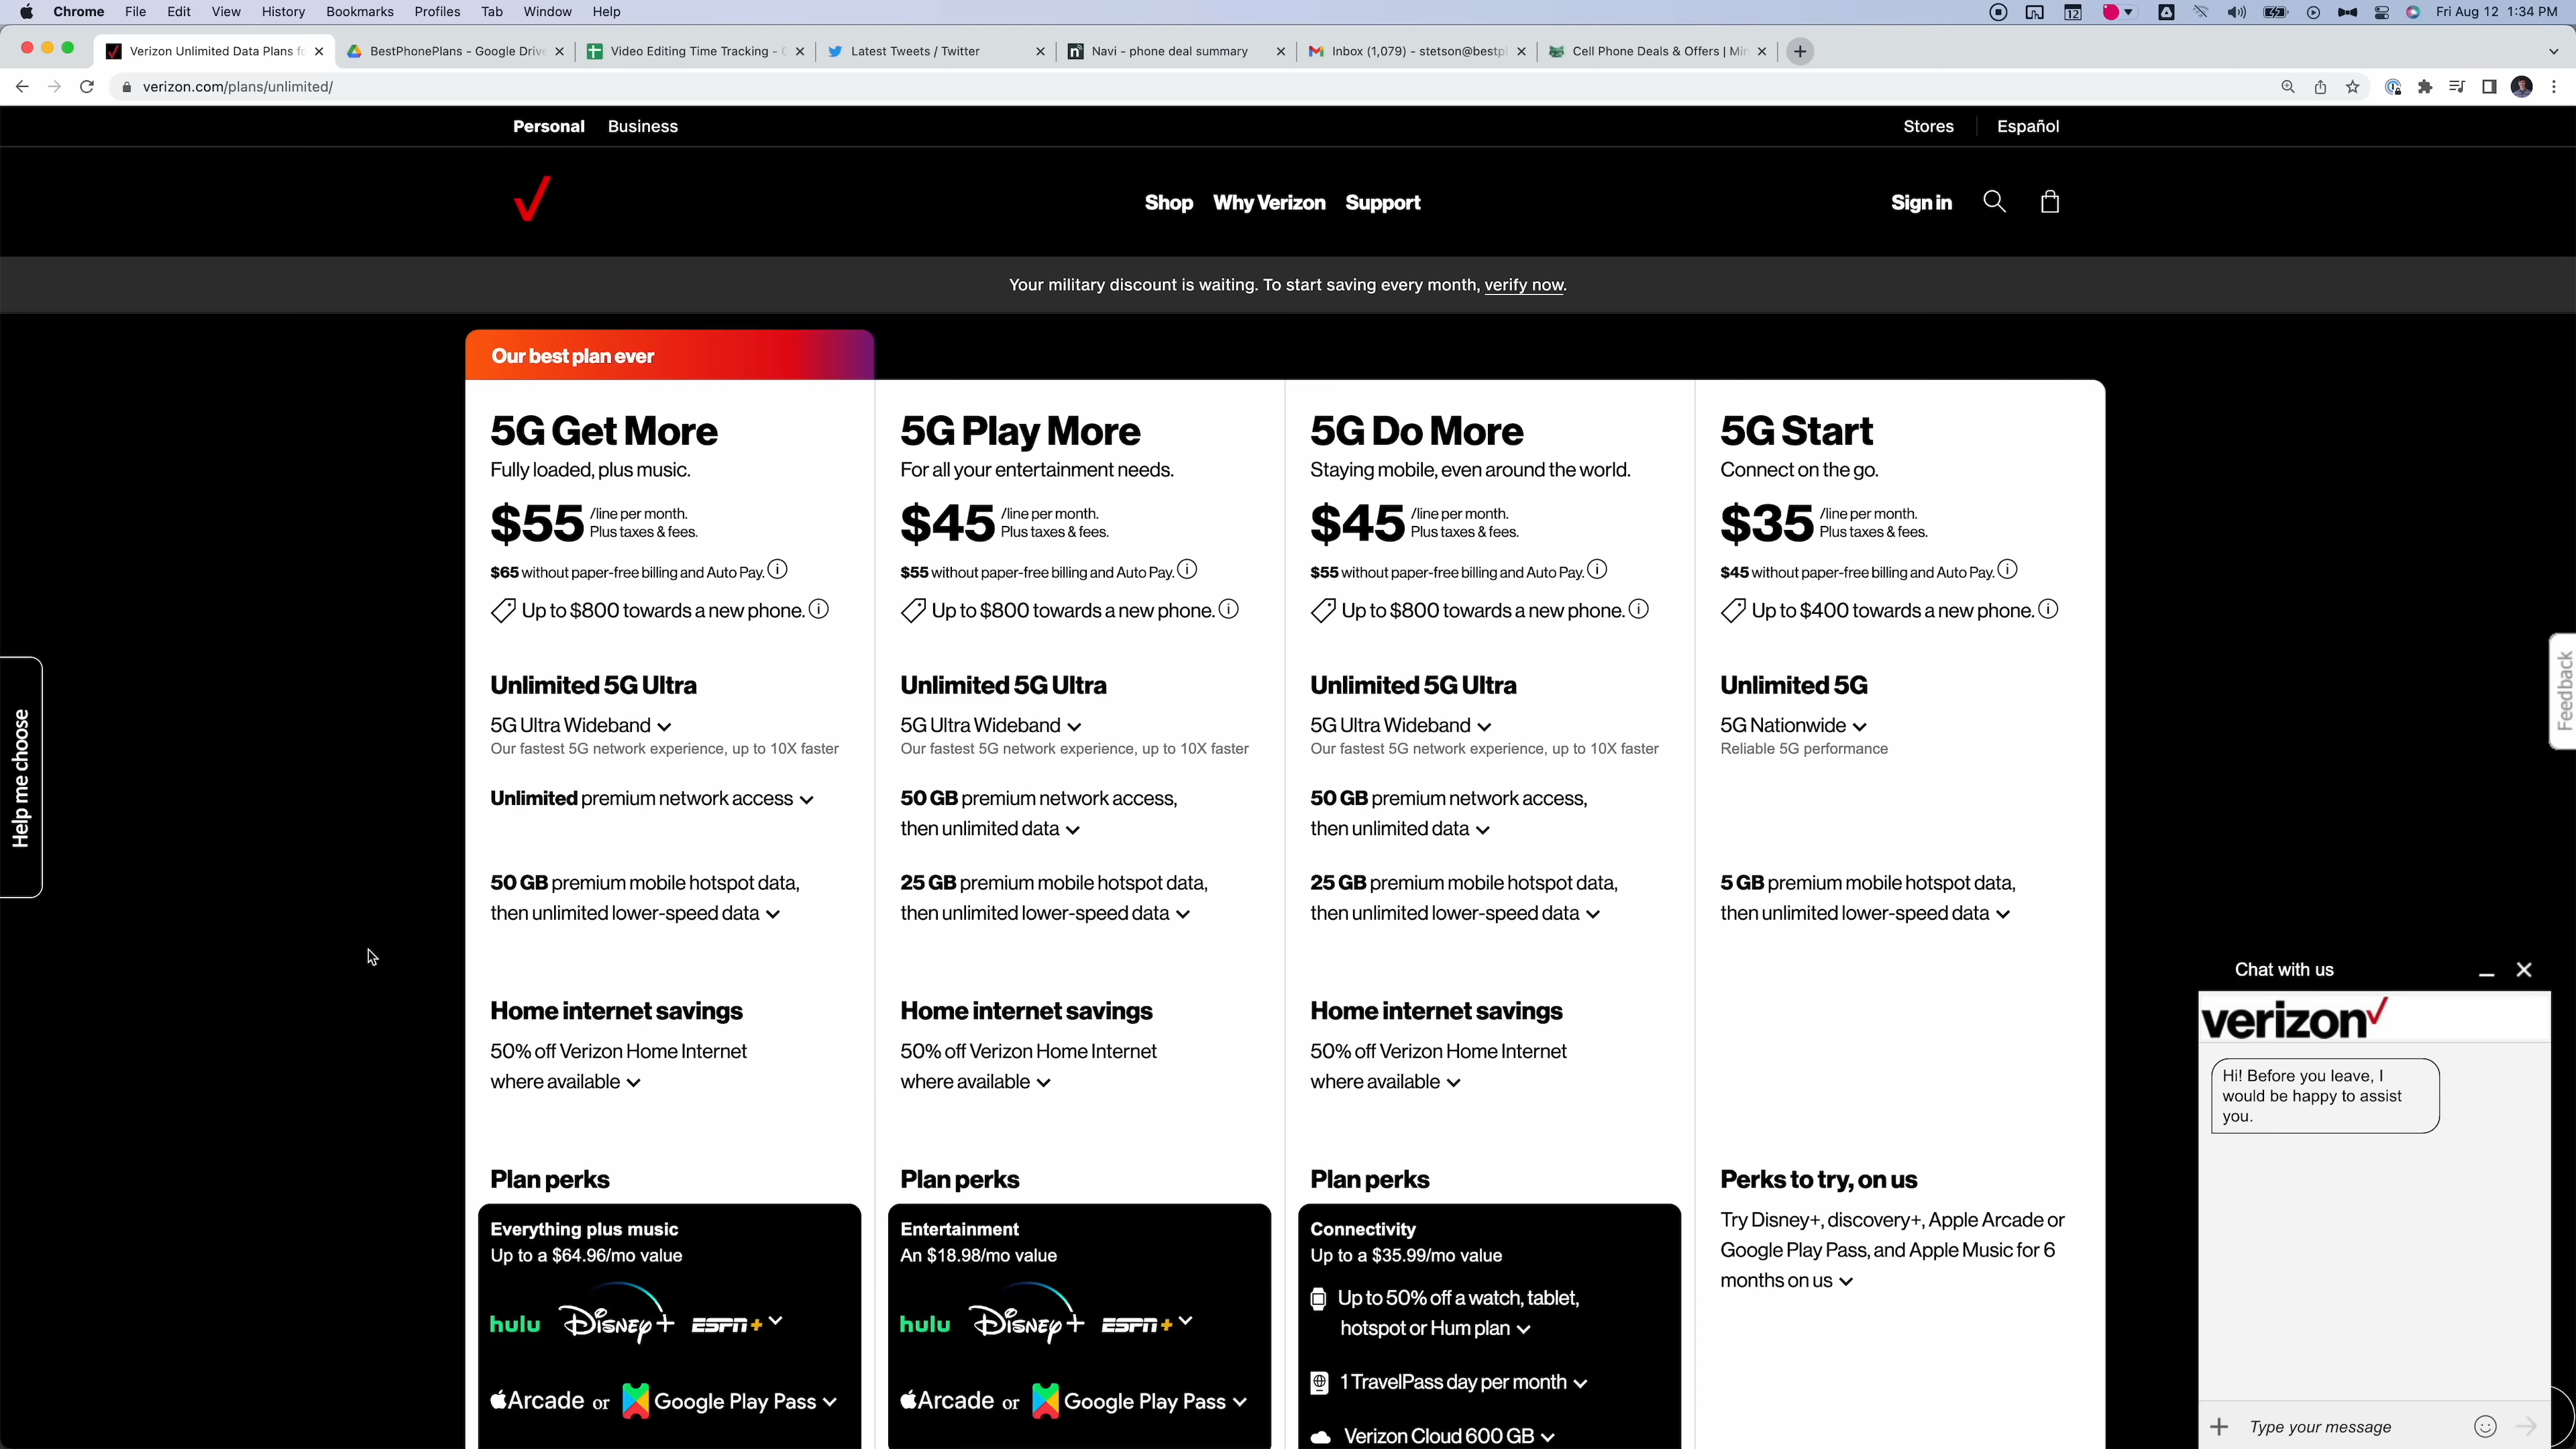 Chrome File Edit View History Bookmarks Profiles Tab Window Help
12
Fri Aug 12 1:34 PM
Verizon Unlimited Data Plans fo
BestPhonePlans - Google Drive
Video Editing Time Tracking - G
Latest Tweets / Twitter
Navi - phone deal summary
Inbox (1,079) - stetson@bestpl
Cell Phone Deals & Offers | Min
verizon.com/plans/unlimited/
Personal Business
Stores Español
Shop Why Verizon Support
Sign in
Your military discount is waiting. To start saving every month, verify now.
Our best plan ever
5G Get More
Fully loaded, plus music.
$55 /line per month.
Plus taxes & fees.
$65 without paper-free billing and Auto Pay.
Up to $800 towards a new phone.
Unlimited 5G Ultra
5G Ultra Wideband
Our fastest 5G network experience, up to 10X faster
Unlimited premium network access
50 GB premium mobile hotspot data,
then unlimited lower-speed data
Home internet savings
50% off Verizon Home Internet
where available
Plan perks
Everything plus music
Up to a $64.96/mo value
hulu Disney+ ESPN+
Arcade or Google Play Pass
5G Play More
For all your entertainment needs.
$45 /line per month.
Plus taxes & fees.
$55 without paper-free billing and Auto Pay.
Up to $800 towards a new phone.
Unlimited 5G Ultra
5G Ultra Wideband
Our fastest 5G network experience, up to 10X faster
50 GB premium network access,
then unlimited data
25 GB premium mobile hotspot data,
then unlimited lower-speed data
Home internet savings
50% off Verizon Home Internet
where available
Plan perks
Entertainment
An $18.98/mo value
hulu Disney+ ESPN+
Arcade or Google Play Pass
5G Do More
Staying mobile, even around the world.
$45 /line per month.
Plus taxes & fees.
$55 without paper-free billing and Auto Pay.
Up to $800 towards a new phone.
Unlimited 5G Ultra
5G Ultra Wideband
Our fastest 5G network experience, up to 10X faster
50 GB premium network access,
then unlimited data
25 GB premium mobile hotspot data,
then unlimited lower-speed data
Home internet savings
50% off Verizon Home Internet
where available
Plan perks
Connectivity
Up to a $35.99/mo value
Up to 50% off a watch, tablet,
hotspot or Hum plan
1 TravelPass day per month
Verizon Cloud 600 GB
5G Start
Connect on the go.
$35 /line per month.
Plus taxes & fees.
$45 without paper-free billing and Auto Pay.
Up to $400 towards a new phone.
Unlimited 5G
5G Nationwide
Reliable 5G performance
5 GB premium mobile hotspot data,
then unlimited lower-speed data
Perks to try, on us
Try Disney+, discovery+, Apple Arcade or
Google Play Pass, and Apple Music for 6
months on us
Help me choose
Feedback
Chat with us
verizon
Hi! Before you leave, I
would be happy to assist
you.
Type your message